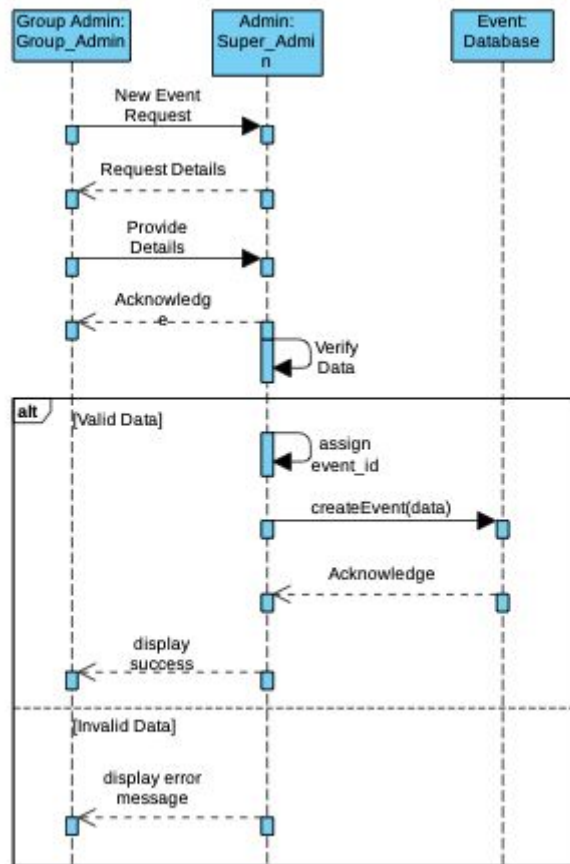 Group Admin:
Group_Admin
Admin:
Super_Admi
n
Event:
Database
New Event
Request
Request Details
Provide
Details
Acknowledg
e
Verify
Data
alt
[Valid Data]
assign
event_id
createEvent(data)
Acknowledge
display
success
[Invalid Data]
display error
message